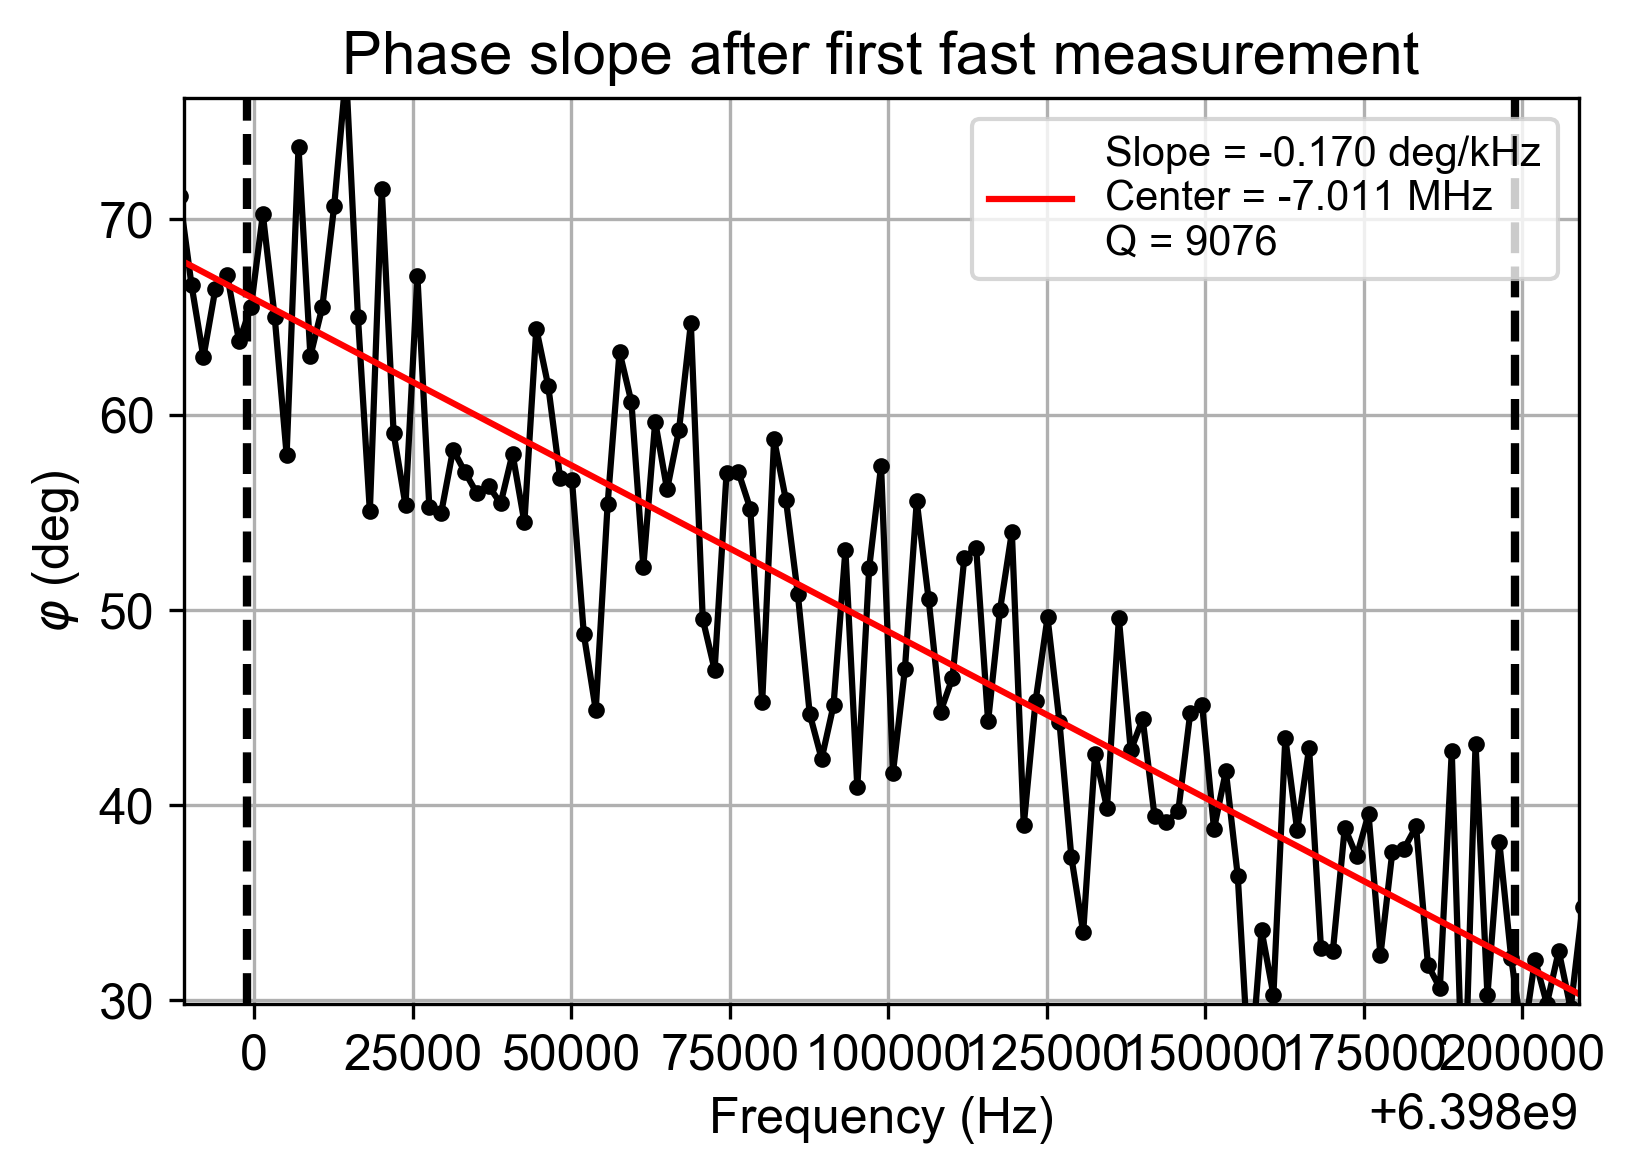 Phase slope after first fast measurement
Slope = -0.170 deg/kHz
Center = -7.011 MHz
Q = 9076
70
60
50
40
30
φ (deg)
0 25000 50000 75000 100000 125000 150000 175000 200000
Frequency (Hz)
+6.398e9